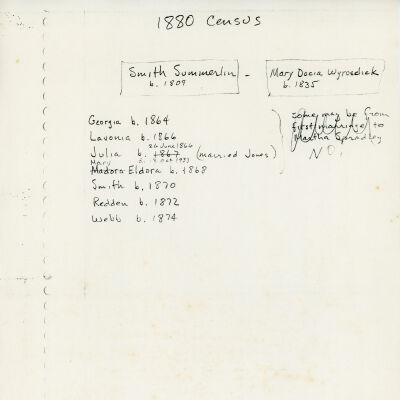 1880 Census
Smith Summerlin - Mary Docia Wyrosdick
b. 1809 b. 1835
Georgia b. 1864
Lavonia b. 1866
26 June 1866
Julia b. 1867 (married Jones)
Mary d. Oct 1933
Madora Eldora b. 1868
Smith b. 1870
Redden b. 1872
Webb b. 1874
some may be from
first marriage to
Martha Spradley
NO.